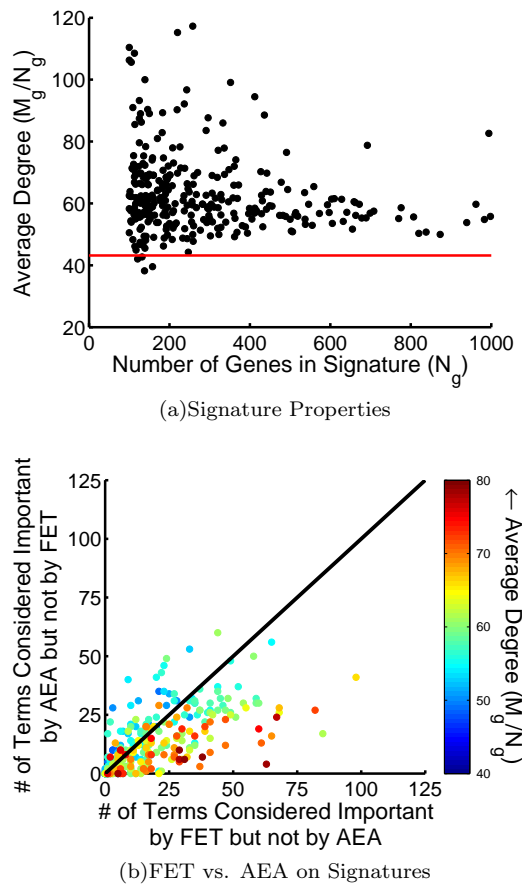 120
100
80
60
40
20
Average Degree (M_g/N_g)
0 200 400 600 800 1000
Number of Genes in Signature (N_g)
(a)Signature Properties
125
100
75
50
25
0
# of Terms Considered Important
by AEA but not by FET
0 25 50 75 100 125
# of Terms Considered Important
by FET but not by AEA
80
70
60
50
40
← Average Degree (M_g/N_g)
(b)FET vs. AEA on Signatures